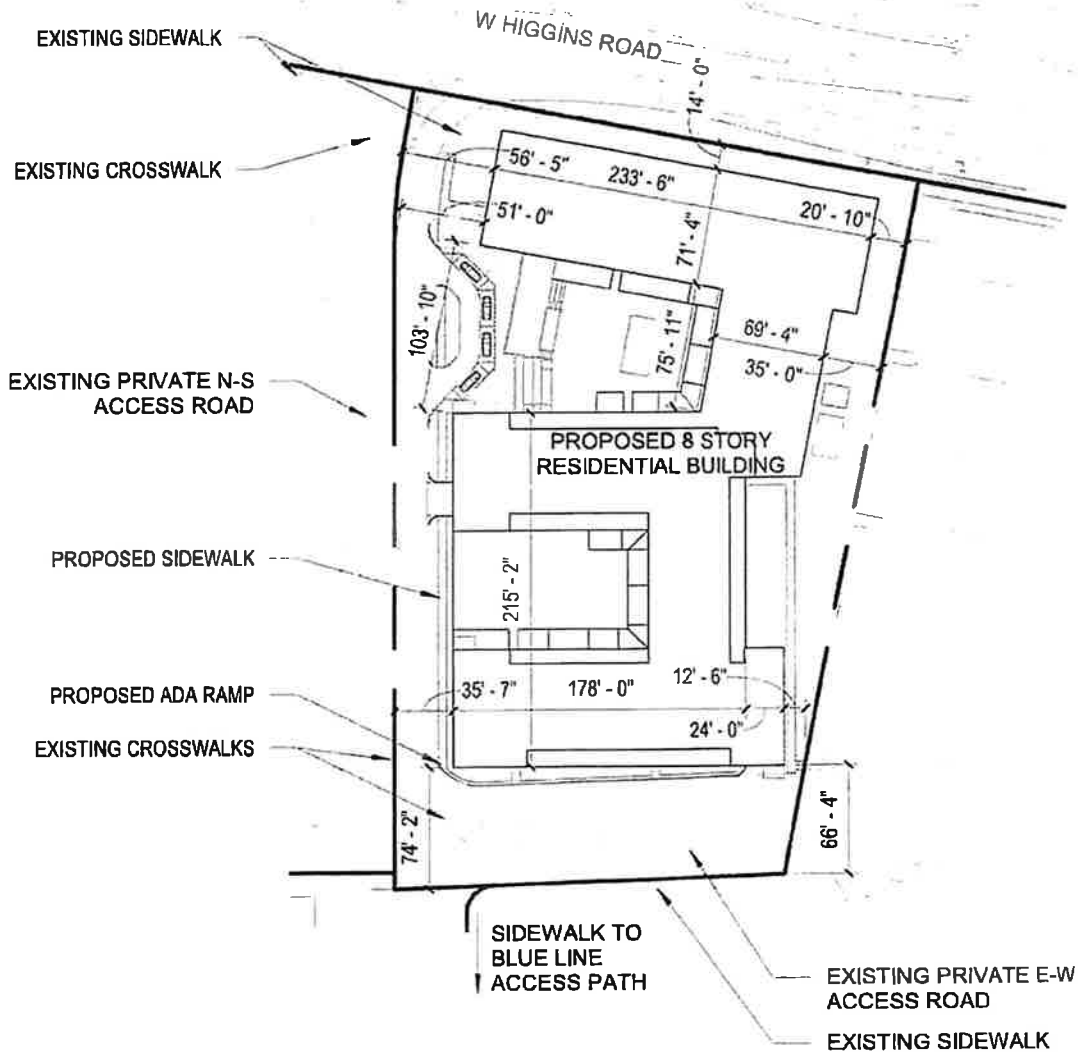 W HIGGINS ROAD
EXISTING SIDEWALK
14' - 0"
EXISTING CROSSWALK
56' - 5"
233' - 6"
20' - 10"
51' - 0"
71' - 4"
103' - 10"
75' - 11"
69' - 4"
35' - 0"
EXISTING PRIVATE N-S
ACCESS ROAD
PROPOSED 8 STORY
RESIDENTIAL BUILDING
PROPOSED SIDEWALK
215' - 2"
PROPOSED ADA RAMP
35' - 7"
178' - 0"
12' - 6"
24' - 0"
EXISTING CROSSWALKS
74' - 2"
66' - 4"
SIDEWALK TO
BLUE LINE
ACCESS PATH
EXISTING PRIVATE E-W
ACCESS ROAD
EXISTING SIDEWALK